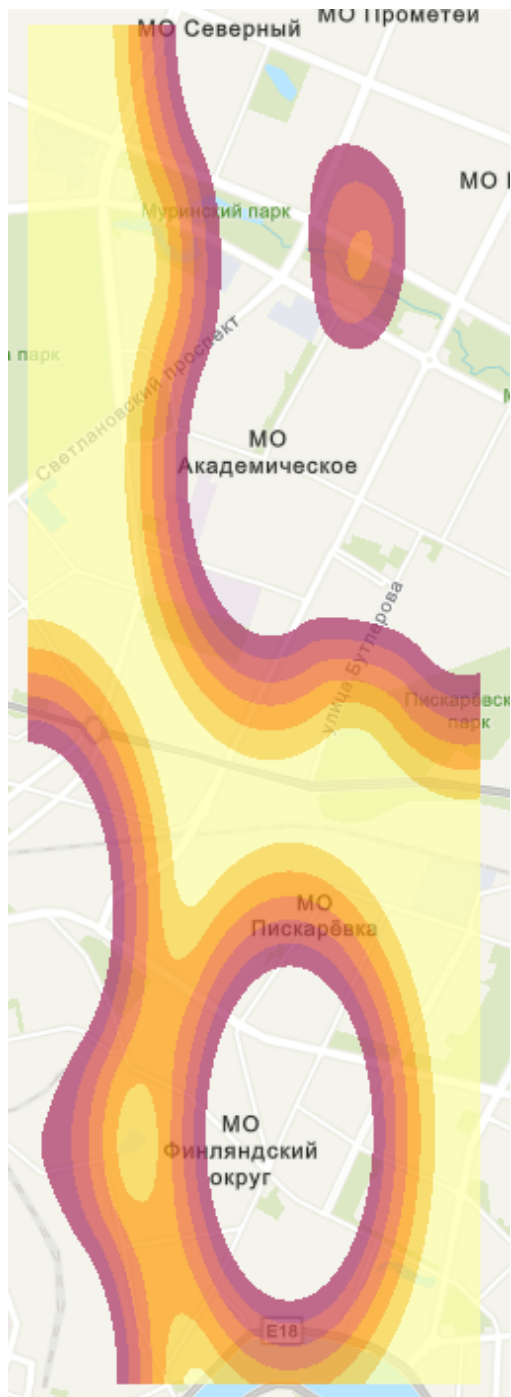 МО Прометей
МО Северный
МО
Муринский парк
парк
Светлановский проспект
МО
Академическое
улица Бутлерова
Пискарёвский
парк
МО
Пискарёвка
МО
Финляндский
округ
E18